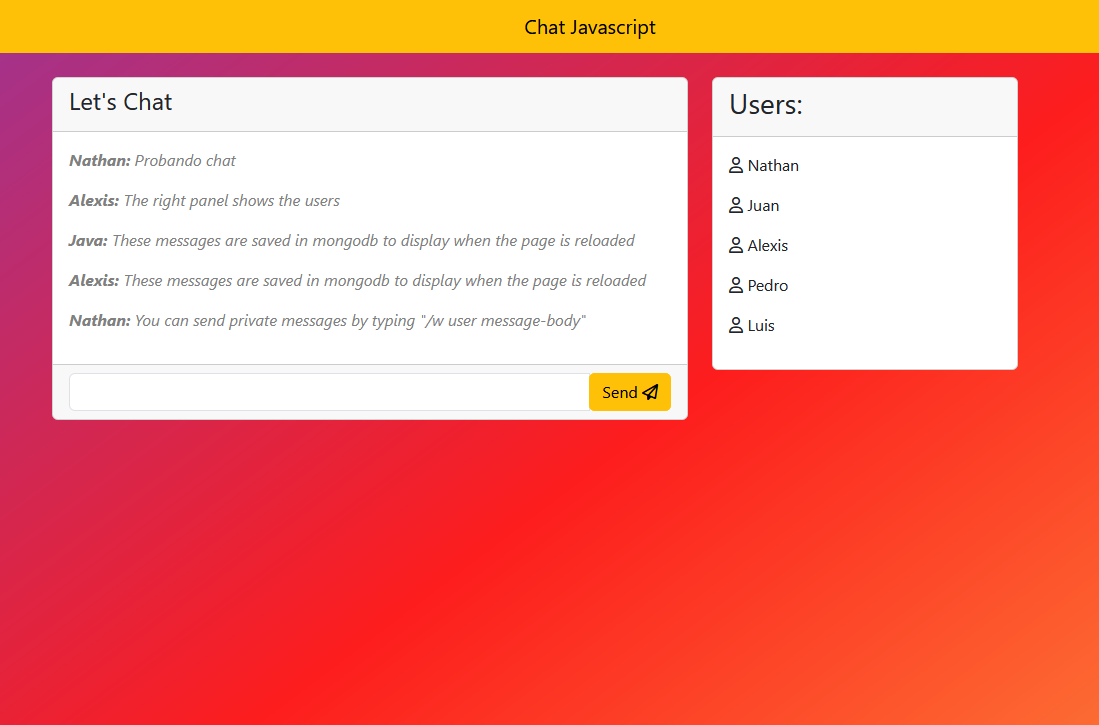 Chat Javascript
Let's Chat
Nathan: Probando chat
Alexis: The right panel shows the users
Java: These messages are saved in mongodb to display when the page is reloaded
Alexis: These messages are saved in mongodb to display when the page is reloaded
Nathan: You can send private messages by typing "/w user message-body"
Send
Users:
Nathan
Juan
Alexis
Pedro
Luis